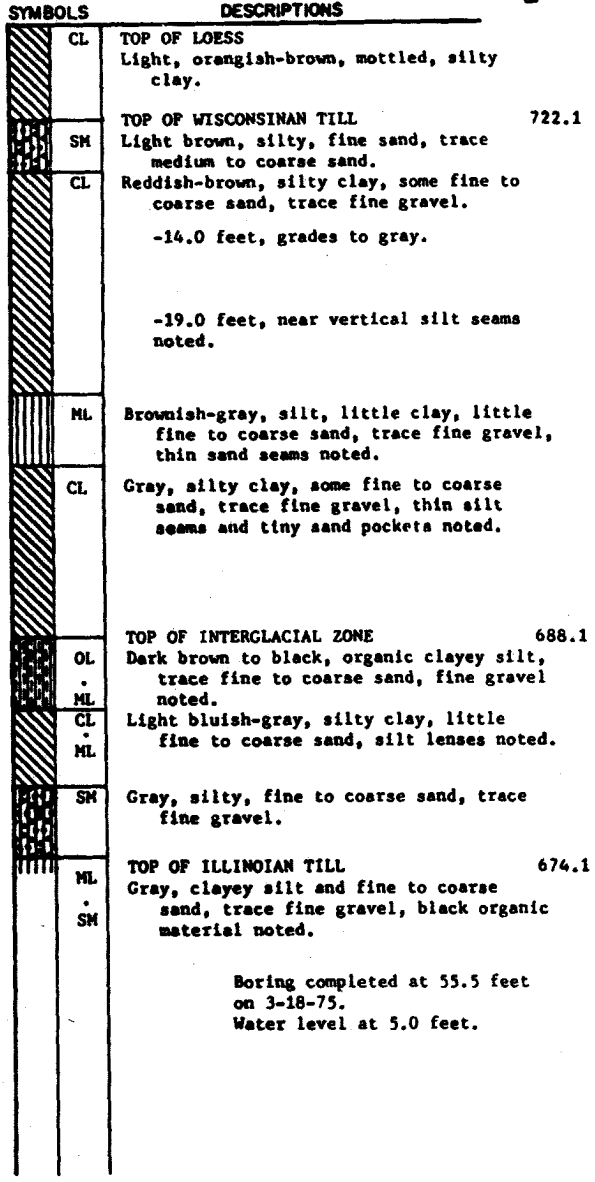 SYMBOLS DESCRIPTIONS
CL TOP OF LOESS
Light, orangish-brown, mottled, silty
clay.
TOP OF WISCONSINAN TILL 722.1
SM Light brown, silty, fine sand, trace
medium to coarse sand.
CL Reddish-brown, silty clay, some fine to
coarse sand, trace fine gravel.
-14.0 feet, grades to gray.
-19.0 feet, near vertical silt seams
noted.
ML Brownish-gray, silt, little clay, little
fine to coarse sand, trace fine gravel,
thin sand seams noted.
CL Gray, silty clay, some fine to coarse
sand, trace fine gravel, thin silt
seams and tiny sand pockets noted.
TOP OF INTERGLACIAL ZONE 688.1
OL Dark brown to black, organic clayey silt,
. trace fine to coarse sand, fine gravel
ML noted.
CL Light bluish-gray, silty clay, little
. fine to coarse sand, silt lenses noted.
ML
SM Gray, silty, fine to coarse sand, trace
fine gravel.
TOP OF ILLINOIAN TILL 674.1
ML Gray, clayey silt and fine to coarse
. sand, trace fine gravel, black organic
SM material noted.
Boring completed at 55.5 feet
on 3-18-75.
Water level at 5.0 feet.